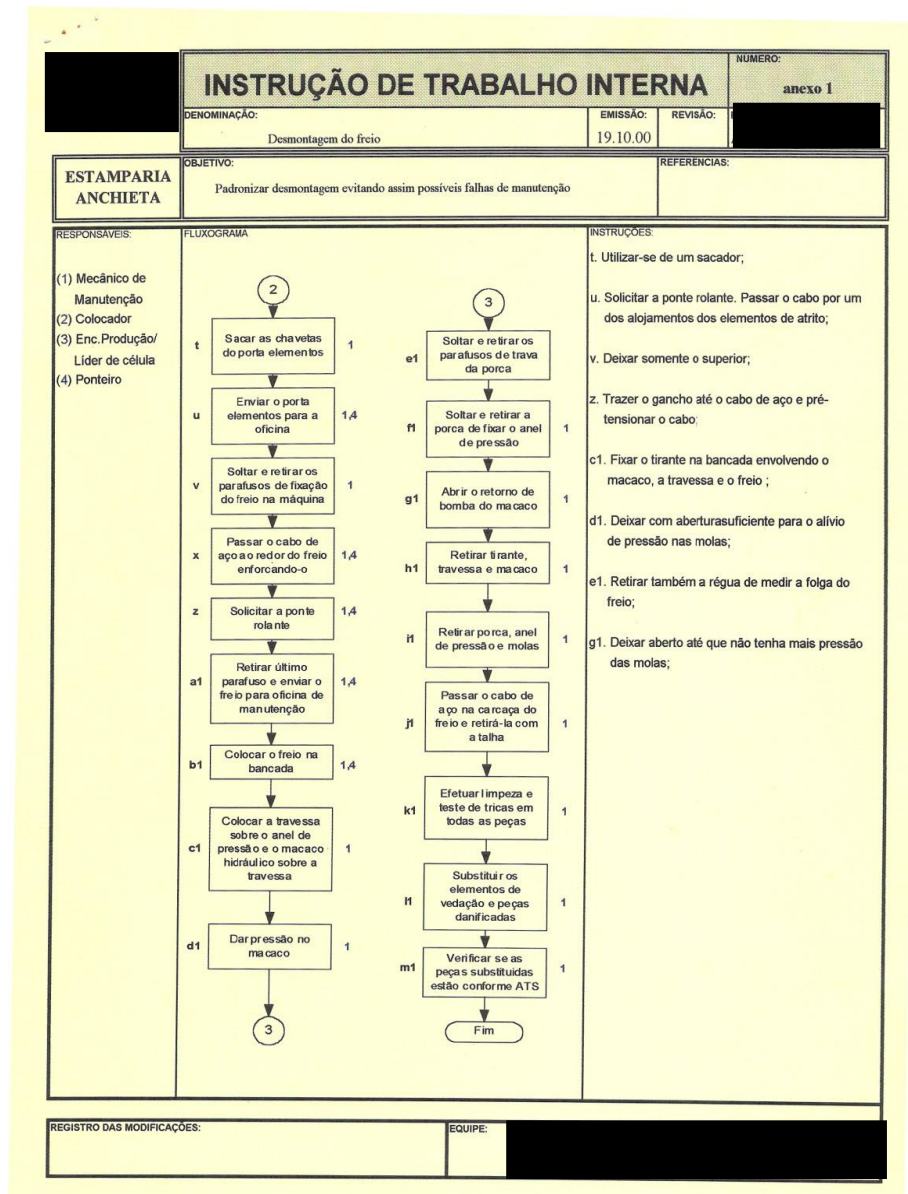 INSTRUÇÃO DE TRABALHO INTERNA
NUMERO:
anexo 1
DENOMINAÇÃO:
Desmontagem do freio
EMISSÃO:
19.10.00
REVISÃO:
ESTAMPARIA
ANCHIETA
OBJETIVO:
Padronizar desmontagem evitando assim possíveis falhas de manutenção
REFERÊNCIAS:
RESPONSÁVEIS:
(1) Mecânico de
Manutenção
(2) Colocador
(3) Enc.Produção/
Líder de célula
(4) Ponteiro
FLUXOGRAMA
2
t
Sacar as chavetas
do porta elementos
1
u
Enviar o porta
elementos para a
oficina
1,4
v
Soltar e retirar os
parafusos de fixação
do freio na máquina
1
x
Passar o cabo de
aço ao redor do freio
enforcando-o
1,4
z
Solicitar a ponte
rolante
1,4
a1
Retirar último
parafuso e enviar o
freio para oficina de
manutenção
1,4
b1
Colocar o freio na
bancada
1,4
c1
Colocar a travessa
sobre o anel de
pressão e o macaco
hidráulico sobre a
travessa
1
d1
Dar pressão no
macaco
1
3
3
e1
Soltar e retirar os
parafusos de trava
da porca
f1
Soltar e retirar a
porca de fixar o anel
de pressão
1
g1
Abrir o retorno de
bomba do macaco
1
h1
Retirar tirante,
travessa e macaco
1
i1
Retirar porca, anel
de pressão e molas
1
j1
Passar o cabo de
aço na carcaça do
freio e retirá-la com
a talha
1
k1
Efetuar limpeza e
teste de tricas em
todas as peças
1
l1
Substituir os
elementos de
vedação e peças
danificadas
1
m1
Verificar se as
peças substituidas
estão conforme ATS
1
Fim
INSTRUÇÕES:
t. Utilizar-se de um sacador;
u. Solicitar a ponte rolante. Passar o cabo por um
dos alojamentos dos elementos de atrito;
v. Deixar somente o superior;
z. Trazer o gancho até o cabo de aço e pré-
tensionar o cabo;
c1. Fixar o tirante na bancada envolvendo o
macaco, a travessa e o freio ;
d1. Deixar com aberturasuficiente para o alívio
de pressão nas molas;
e1. Retirar também a régua de medir a folga do
freio;
g1. Deixar aberto até que não tenha mais pressão
das molas;
REGISTRO DAS MODIFICAÇÕES:
EQUIPE: